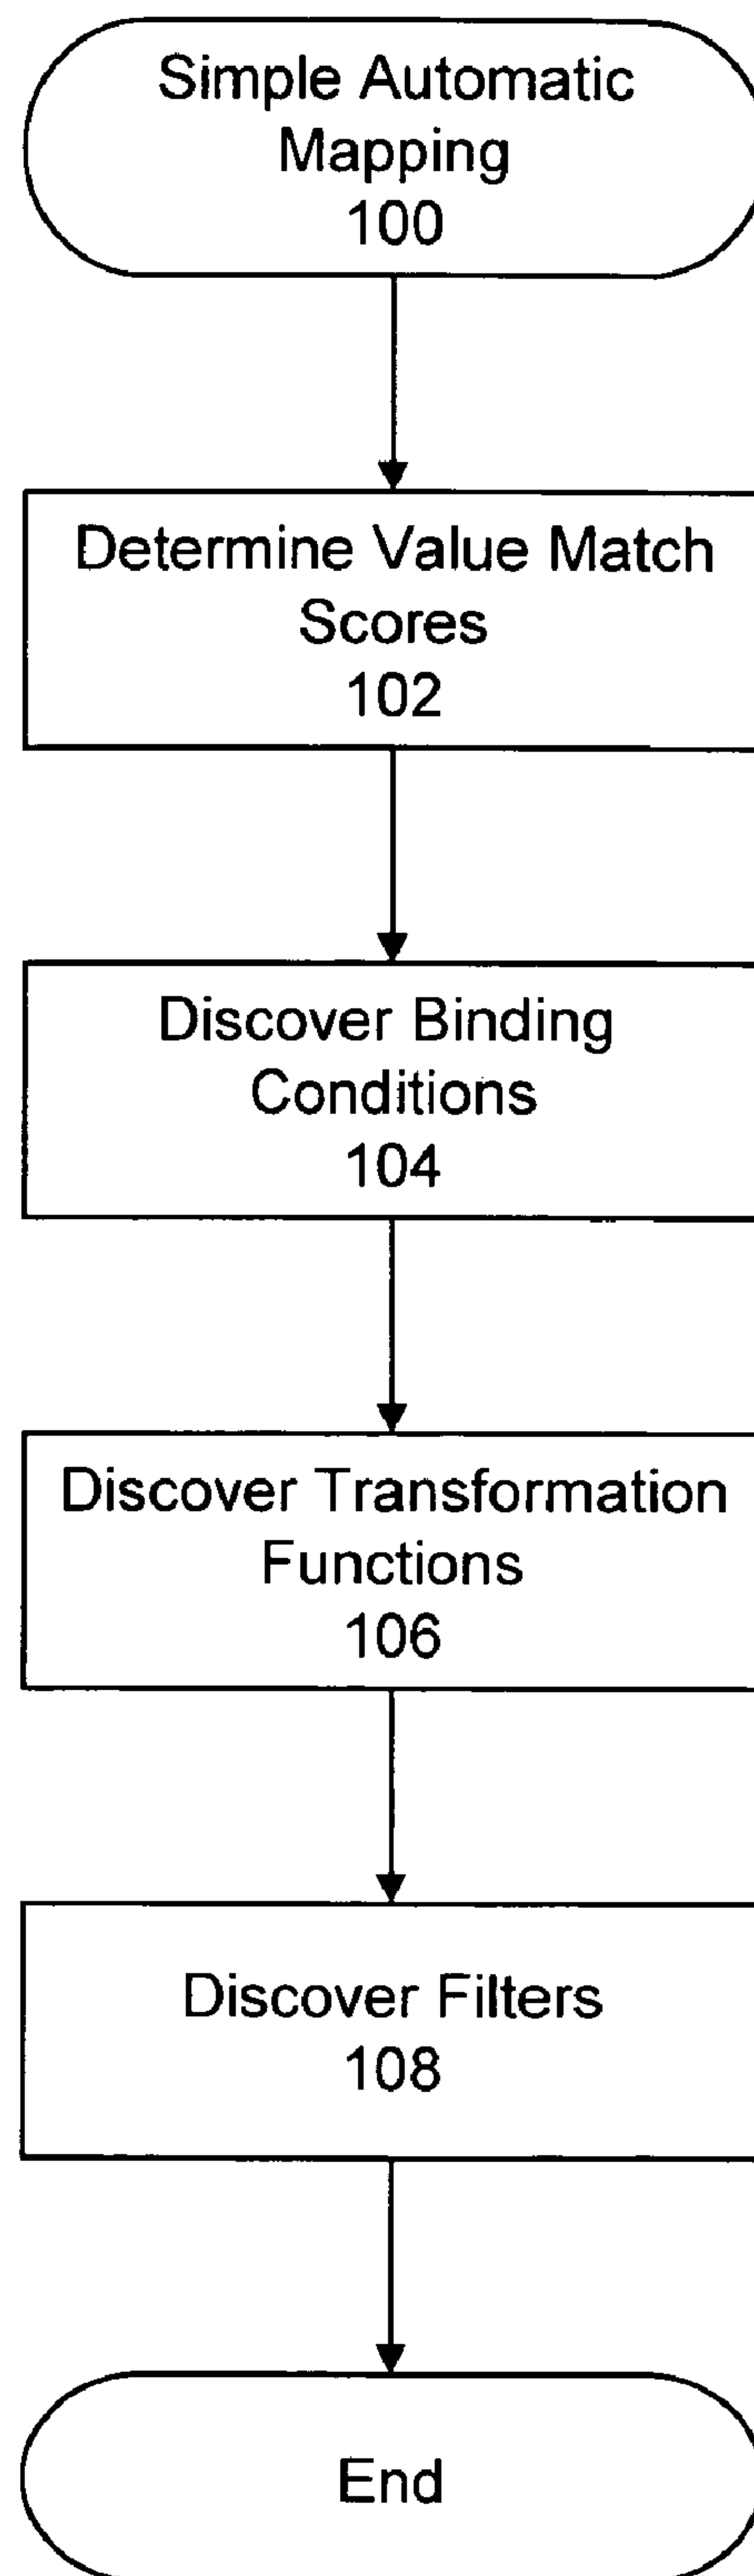 Simple Automatic
Mapping
100
Determine Value Match
Scores
102
Discover Binding
Conditions
104
Discover Transformation
Functions
106
Discover Filters
108
End